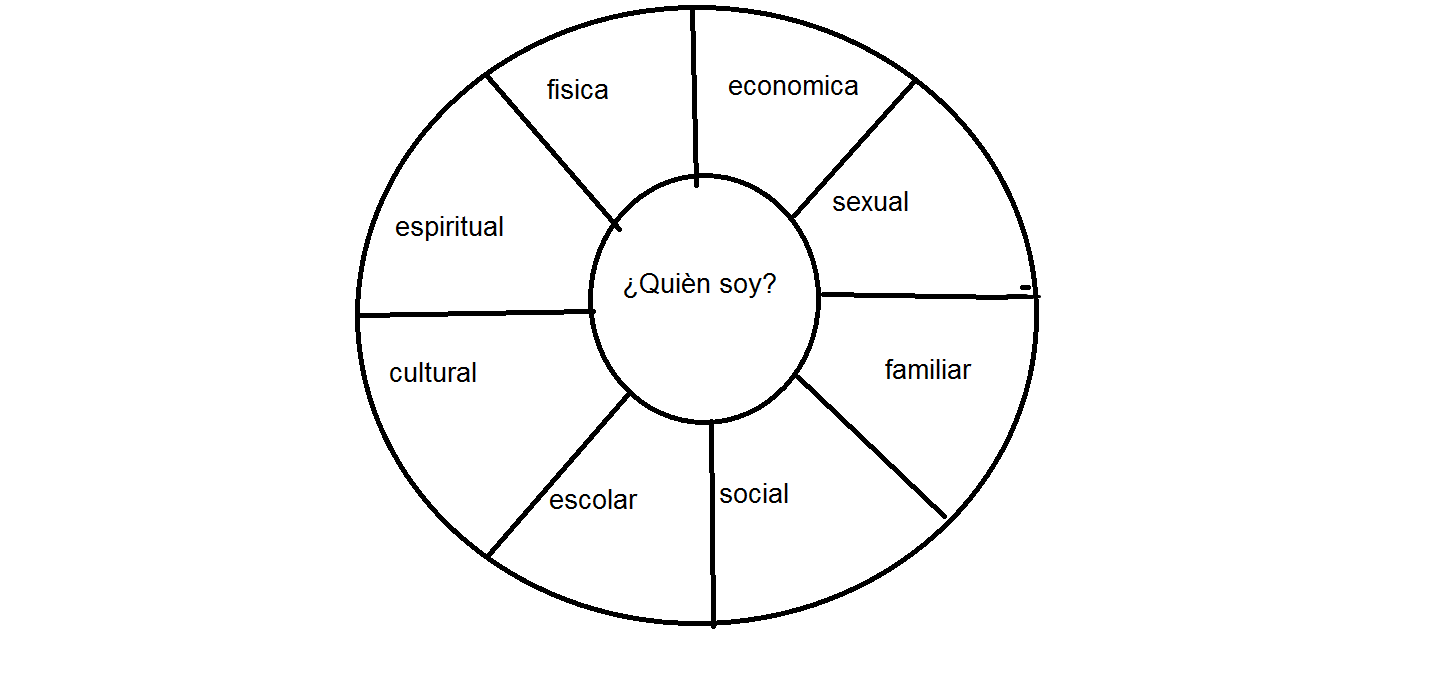 fisica
economica
espiritual
sexual
¿Quièn soy?
cultural
familiar
escolar
social